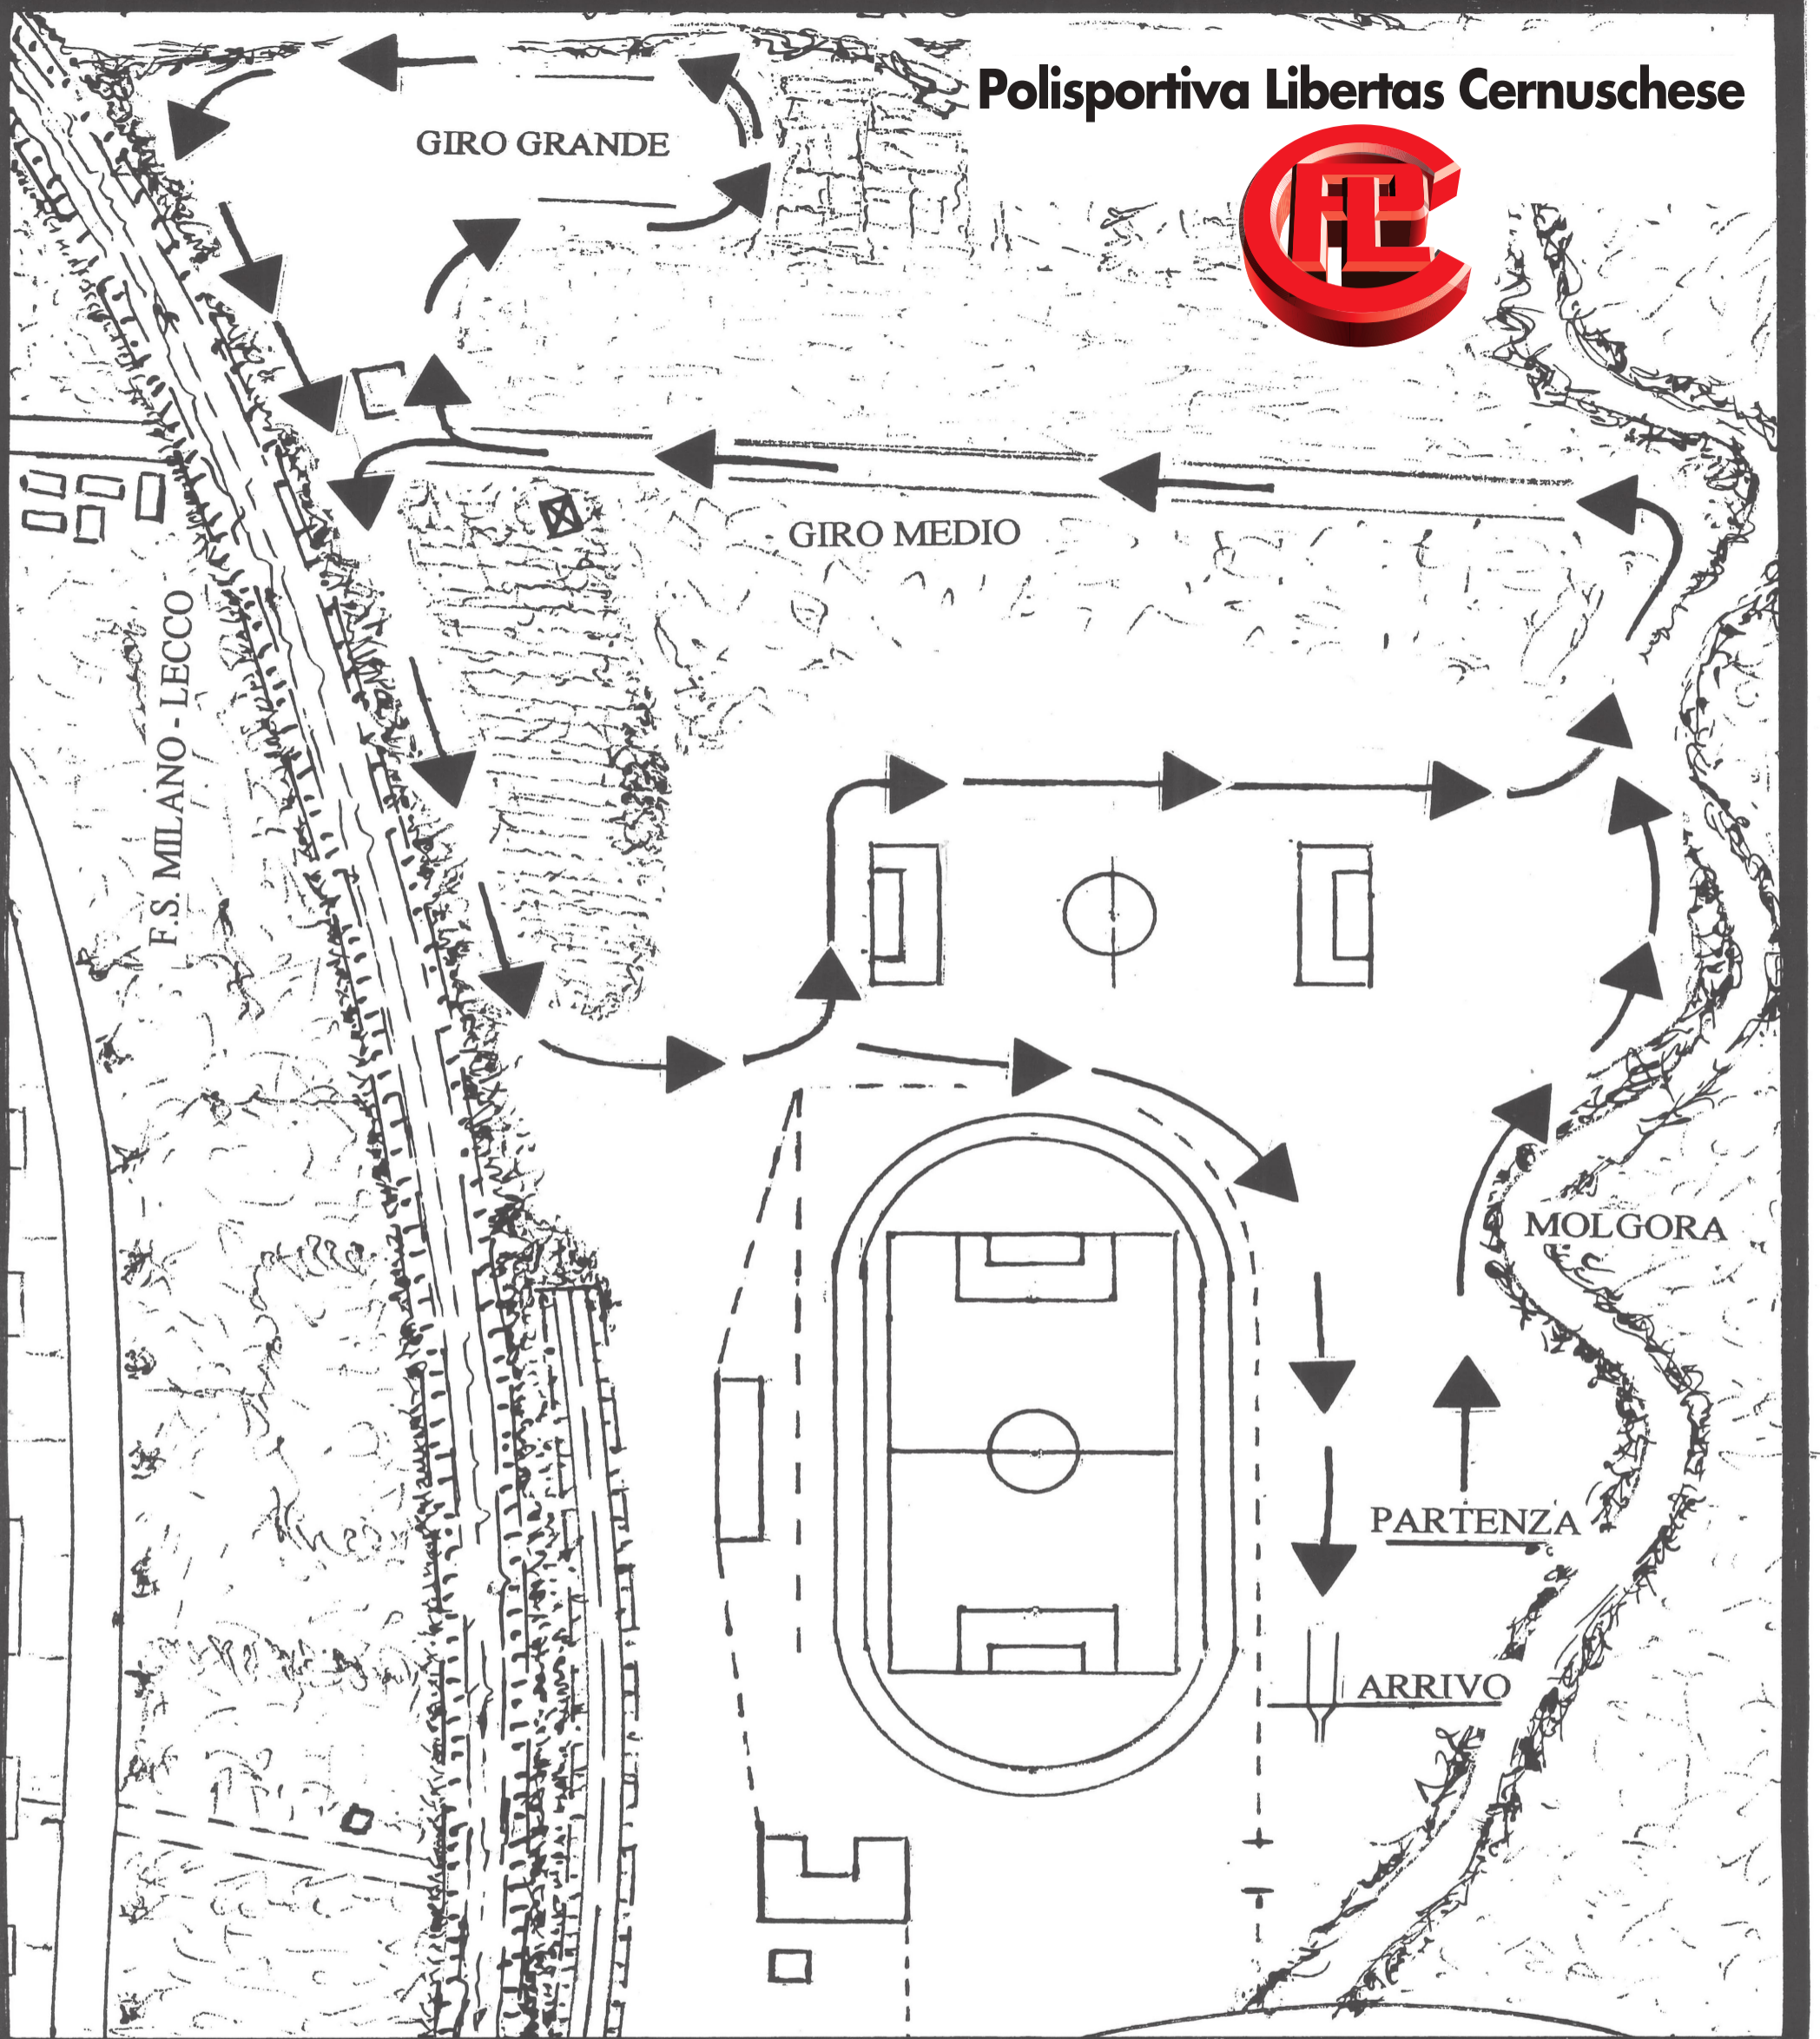 Polisportiva Libertas Cernuschese
GIRO GRANDE
GIRO MEDIO
F.S. MILANO - LECCO
MOLGORA
PARTENZA
ARRIVO